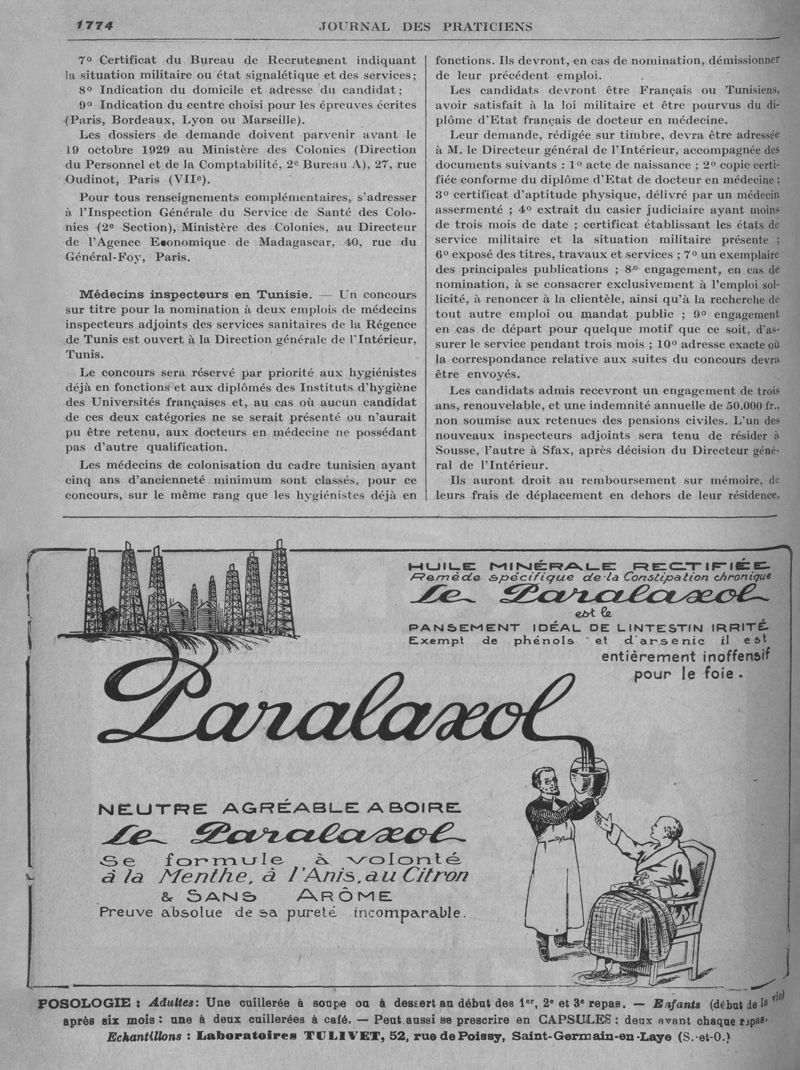 1774
JOURNAL DES PRATICIENS
7º Certificat du Bureau de Recrutement indiquant
la situation militaire ou état signalétique et des services;
8º Indication du domicile et adresse du candidat;
9º Indication du centre choisi pour les épreuves écrites
(Paris, Bordeaux, Lyon ou Marseille).
Les dossiers de demande doivent parvenir avant le
19 octobre 1929 au Ministère des Colonies (Direction
du Personnel et de la Comptabilité, 2e Bureau A), 27, rue
Oudinot, Paris (VIIe).
Pour tous renseignements complémentaires, s'adresser
à l'Inspection Générale du Service de Santé des Colo-
nies (2e Section), Ministère des Colonies, au Directeur
de l'Agence Economique de Madagascar, 40, rue du
Général-Foy, Paris.
Médecins inspecteurs en Tunisie. — Un concours
sur titre pour la nomination à deux emplois de médecins
inspecteurs adjoints des services sanitaires de la Régence
de Tunis est ouvert à la Direction générale de l'Intérieur,
Tunis.
Le concours sera réservé par priorité aux hygiénistes
déjà en fonctions et aux diplômés des Instituts d'hygiène
des Universités françaises et, au cas où aucun candidat
de ces deux catégories ne se serait présenté ou n'aurait
pu être retenu, aux docteurs en médecine ne possédant
pas d'autre qualification.
Les médecins de colonisation du cadre tunisien ayant
cinq ans d'ancienneté minimum sont classés, pour ce
concours, sur le même rang que les hygiénistes déjà en
fonctions. Ils devront, en cas de nomination, démissionner
de leur précédent emploi.
Les candidats devront être Français ou Tunisiens,
avoir satisfait à la loi militaire et être pourvus du di-
plôme d'Etat français de docteur en médecine.
Leur demande, rédigée sur timbre, devra être adressée
à M. le Directeur général de l'Intérieur, accompagnée des
documents suivants : 1º acte de naissance ; 2º copie certi-
fiée conforme du diplôme d'Etat de docteur en médecine ;
3º certificat d'aptitude physique, délivré par un médecin
assermenté ; 4º extrait du casier judiciaire ayant moins
de trois mois de date ; certificat établissant les états de
service militaire et la situation militaire présente ;
6º exposé des titres, travaux et services ; 7º un exemplaire
des principales publications ; 8º engagement, en cas de
nomination, à se consacrer exclusivement à l'emploi sol-
licité, à renoncer à la clientèle, ainsi qu'à la recherche de
tout autre emploi ou mandat public ; 9º engagement
en cas de départ pour quelque motif que ce soit, d'as-
surer le service pendant trois mois ; 10º adresse exacte où
la correspondance relative aux suites du concours devra
être envoyés.
Les candidats admis recevront un engagement de trois
ans, renouvelable, et une indemnité annuelle de 50.000 fr.,
non soumise aux retenues des pensions civiles. L'un des
nouveaux inspecteurs adjoints sera tenu de résider à
Sousse, l'autre à Sfax, après décision du Directeur géné-
ral de l'Intérieur.
Ils auront droit au remboursement sur mémoire, de
leurs frais de déplacement en dehors de leur résidence.
HUILE MINÉRALE RECTIFIÉE
Remède spécifique de la Constipation chronique
Le Paralaxol
est le
PANSEMENT IDÉAL DE L INTESTIN IRRITÉ
Exempt de phénols et d'arsenic il est
entièrement inoffensif
pour le foie.
Paralaxol
NEUTRE AGRÉABLE A BOIRE
Le Paralaxol
Se formule à volonté
à la Menthe, à l'Anis, au Citron
& SANS ARÔME
Preuve absolue de sa pureté incomparable.
POSOLOGIE : Adultes: Une cuillerée à soupe ou à dessert au début des 1er, 2e et 3e repas. — Enfants (début de la vie)
après six mois : une à deux cuillerées à café. — Peut aussi se prescrire en CAPSULES : deux avant chaque repas.
Echantillons : Laboratoires TULIVET, 52, rue de Poissy, Saint-Germain-en-Laye (S.-et-O.)